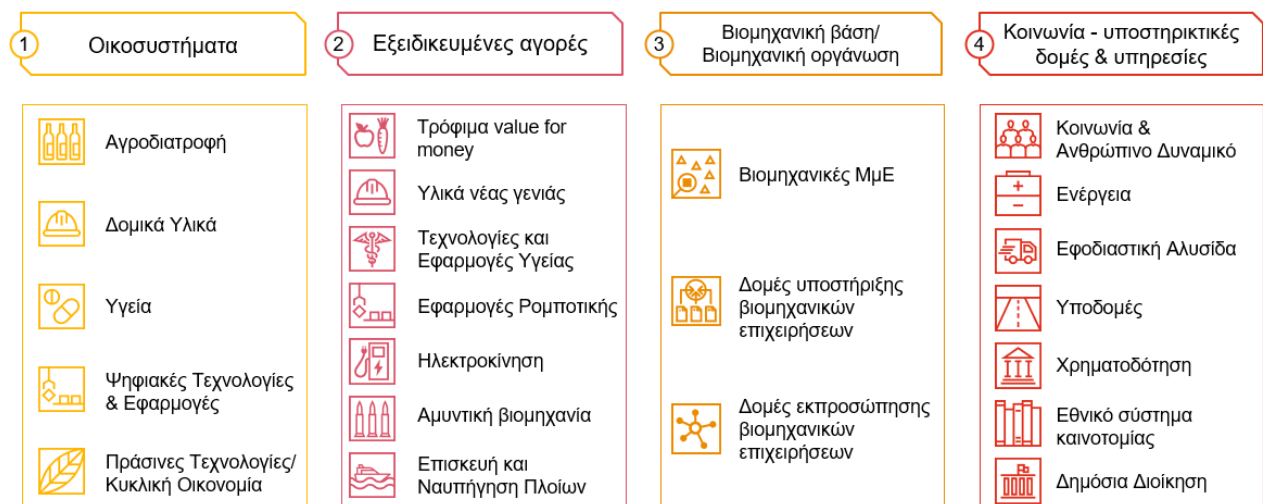 1
Οικοσυστήματα
Αγροδιατροφή
Δομικά Υλικά
Υγεία
Ψηφιακές Τεχνολογίες
& Εφαρμογές
Πράσινες Τεχνολογίες/
Κυκλική Οικονομία
2
Εξειδικευμένες αγορές
Τρόφιμα value for
money
Υλικά νέας γενιάς
Τεχνολογίες και
Εφαρμογές Υγείας
Εφαρμογές Ρομποτικής
Ηλεκτροκίνηση
Αμυντική βιομηχανία
Επισκευή και
Ναυπήγηση Πλοίων
3
Βιομηχανική βάση/
Βιομηχανική οργάνωση
Βιομηχανικές ΜμΕ
Δομές υποστήριξης
βιομηχανικών
επιχειρήσεων
Δομές εκπροσώπησης
βιομηχανικών
επιχειρήσεων
4
Κοινωνία - υποστηρικτικές
δομές & υπηρεσίες
Κοινωνία &
Ανθρώπινο Δυναμικό
Ενέργεια
Εφοδιαστική Αλυσίδα
Υποδομές
Χρηματοδότηση
Εθνικό σύστημα
καινοτομίας
Δημόσια Διοίκηση